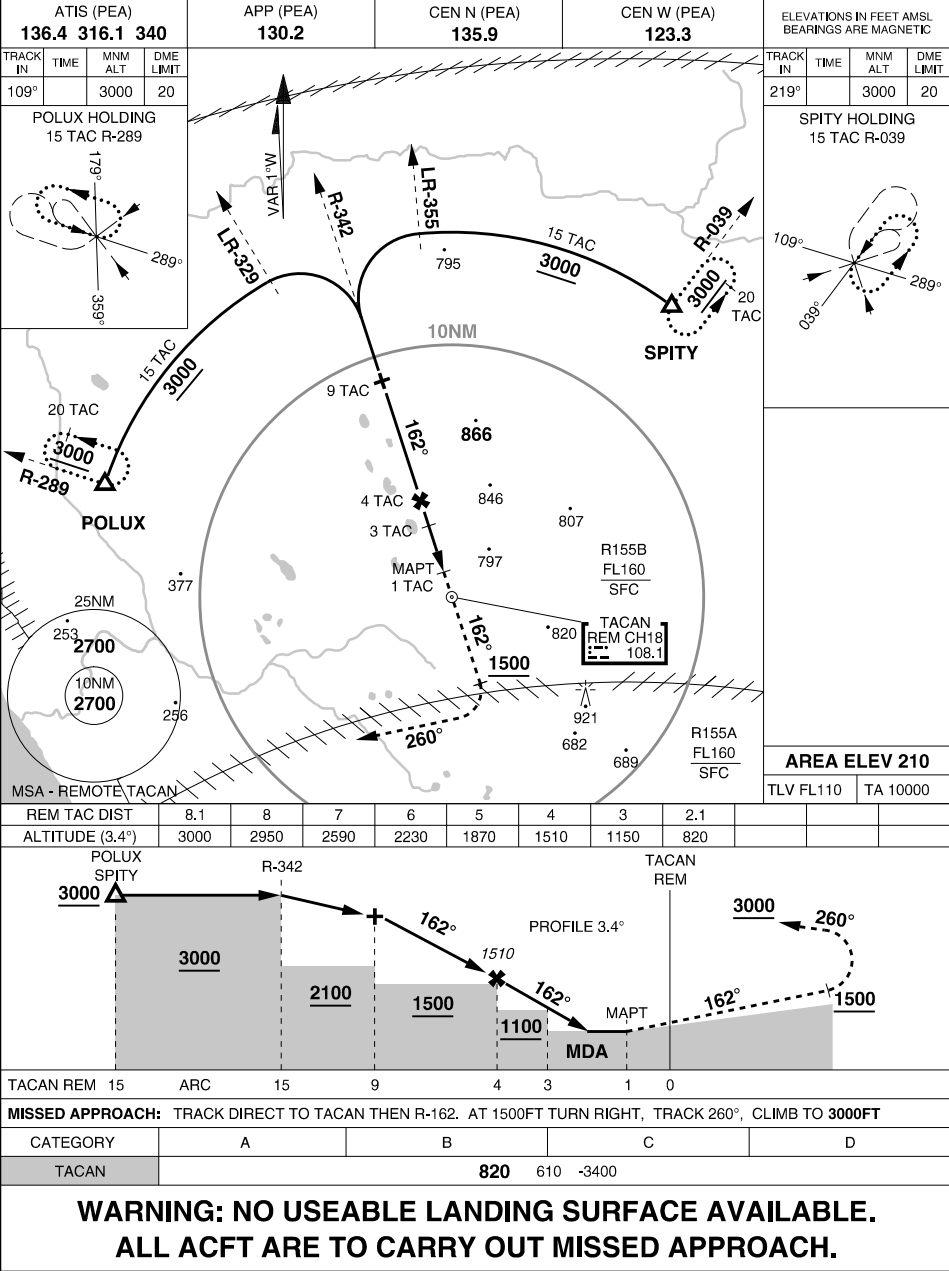 ATIS (PEA)
136.4 316.1 340
APP (PEA)
130.2
CEN N (PEA)
135.9
CEN W (PEA)
123.3
ELEVATIONS IN FEET AMSL
BEARINGS ARE MAGNETIC
TRACK IN TIME MNM ALT DME LIMIT
109° 3000 20
POLUX HOLDING
15 TAC R-289
179°
289°
359°
TRACK IN TIME MNM ALT DME LIMIT
219° 3000 20
SPITY HOLDING
15 TAC R-039
109°
289°
039°
VAR 1°W
LR-329
R-342
LR-355
R-039
795
15 TAC
3000
3000
20 TAC
SPITY
10NM
15 TAC
3000
9 TAC
20 TAC
3000
R-289
POLUX
162°
866
4 TAC
846
807
3 TAC
797
MAPT
1 TAC
R155B
FL160
SFC
377
25NM
253
2700
10NM
2700
256
MSA - REMOTE TACAN
162°
820
TACAN
REM CH18
108.1
1500
260°
921
682
689
R155A
FL160
SFC
AREA ELEV 210
TLV FL110 TA 10000
REM TAC DIST 8.1 8 7 6 5 4 3 2.1
ALTITUDE (3.4°) 3000 2950 2590 2230 1870 1510 1150 820
POLUX
SPITY
R-342
TACAN
REM
3000
3000
162°
PROFILE 3.4°
3000
260°
2100
1510
1500
162°
1100
MAPT
162°
1500
MDA
TACAN REM 15 ARC 15 9 4 3 1 0
MISSED APPROACH: TRACK DIRECT TO TACAN THEN R-162. AT 1500FT TURN RIGHT, TRACK 260°, CLIMB TO 3000FT
CATEGORY A B C D
TACAN 820 610 -3400
WARNING: NO USEABLE LANDING SURFACE AVAILABLE.
ALL ACFT ARE TO CARRY OUT MISSED APPROACH.